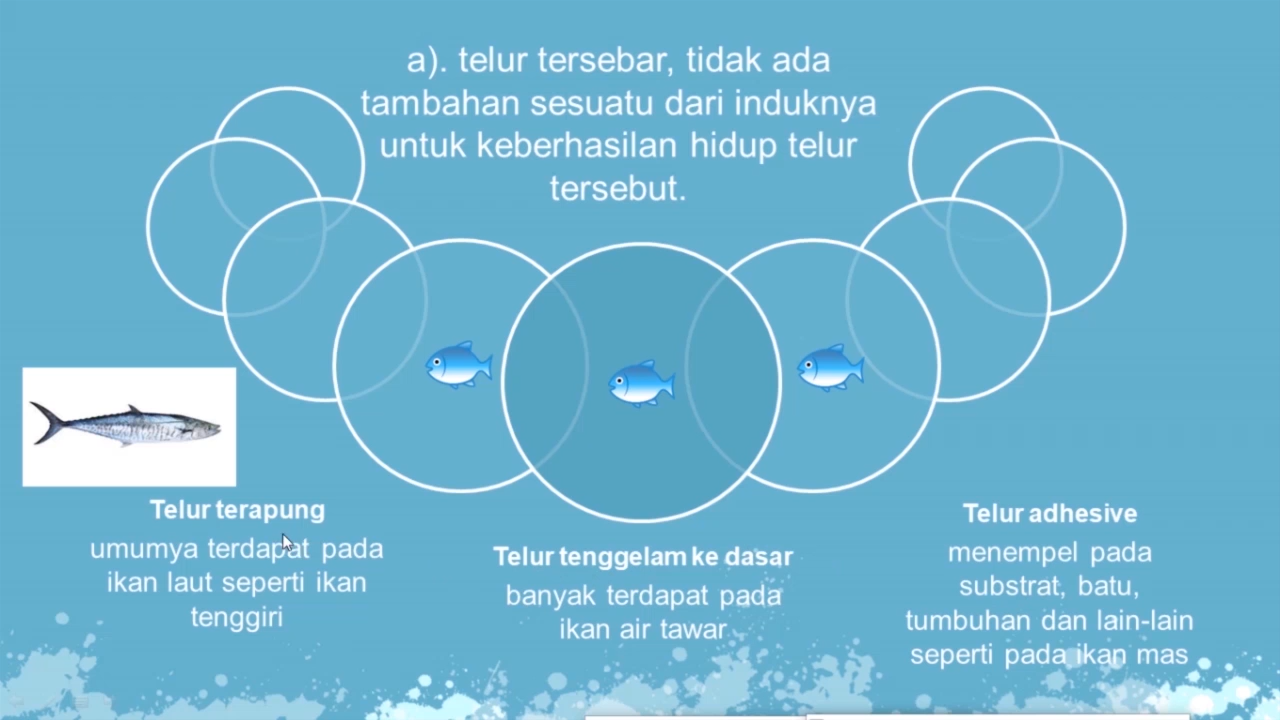 a). telur tersebar, tidak ada
tambahan sesuatu dari induknya
untuk keberhasilan hidup telur
tersebut.
Telur terapung
umumya terdapat pada
ikan laut seperti ikan
tenggiri
Telur tenggelam ke dasar
banyak terdapat pada
ikan air tawar
Telur adhesive
menempel pada
substrat, batu,
tumbuhan dan lain-lain
seperti pada ikan mas